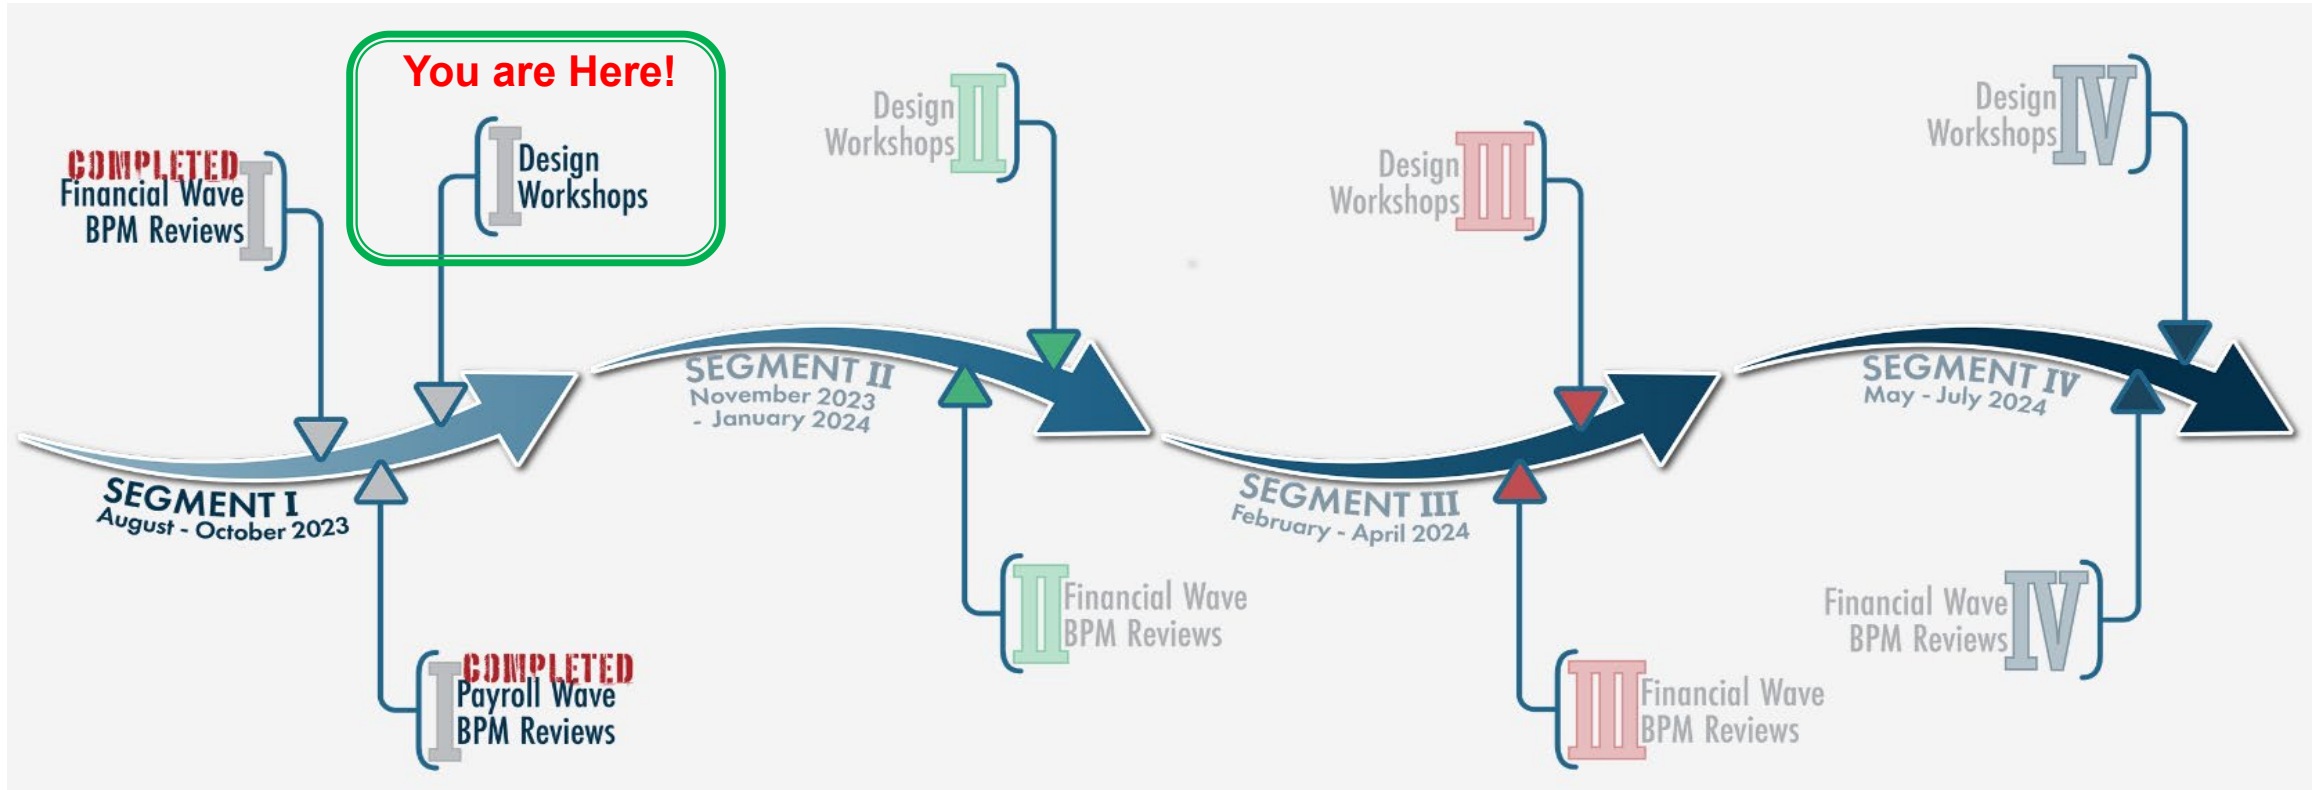 You are Here!
COMPLETED
Financial Wave
BPM Reviews
I
I
Design
Workshops
SEGMENT I
August - October 2023
I
COMPLETED
Payroll Wave
BPM Reviews
Design
Workshops
II
SEGMENT II
November 2023
- January 2024
II
Financial Wave
BPM Reviews
Design
Workshops
III
SEGMENT III
February - April 2024
III
Financial Wave
BPM Reviews
Design
Workshops
IV
SEGMENT IV
May - July 2024
Financial Wave
BPM Reviews
IV